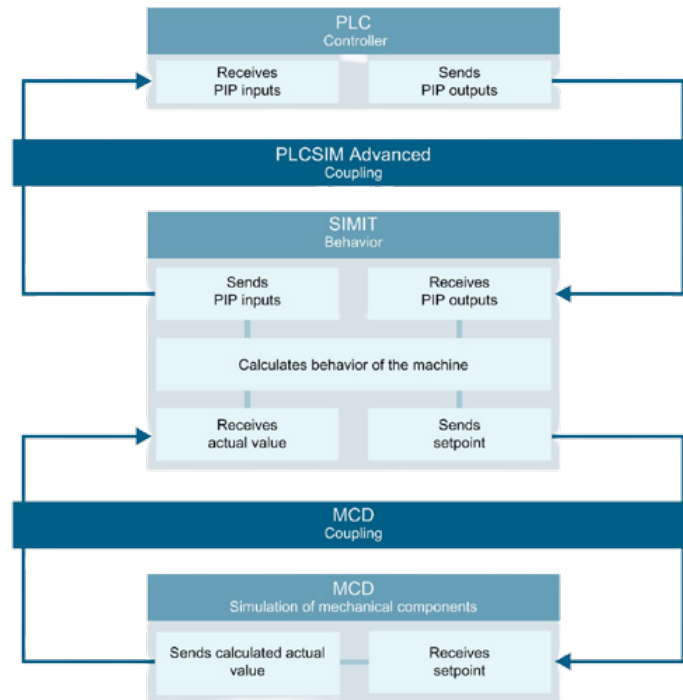 PLC
Controller
Receives
PIP inputs
Sends
PIP outputs
PLCSIM Advanced
Coupling
SIMIT
Behavior
Sends
PIP inputs
Receives
PIP outputs
Calculates behavior of the machine
Receives
actual value
Sends
setpoint
MCD
Coupling
MCD
Simulation of mechanical components
Sends calculated actual
value
Receives
setpoint